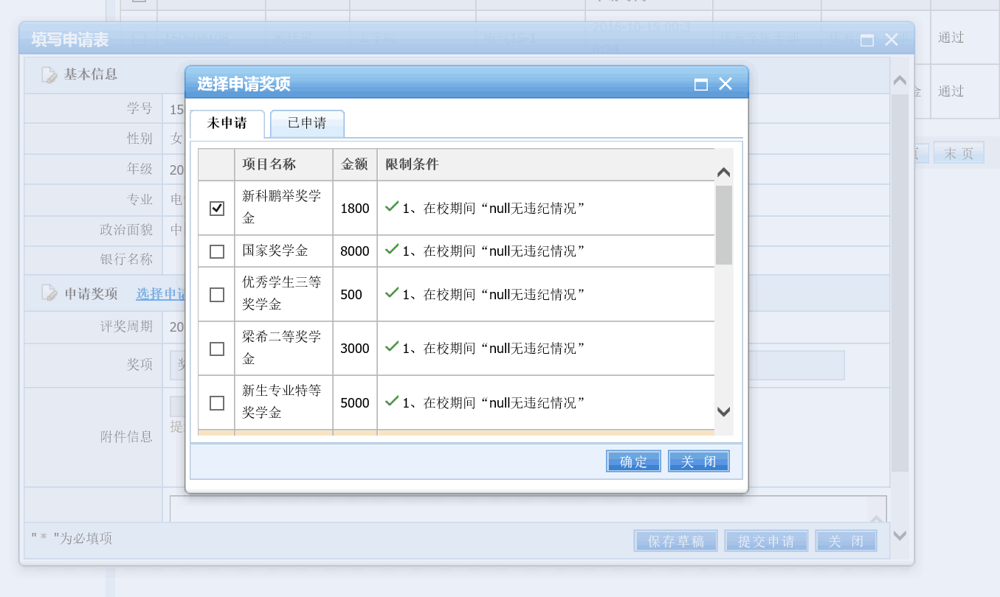 填写申请表
通过
基本信息
选择申请奖项
通过
学号 15
未申请 已申请
性别 女
末 页
项目名称 金额 限制条件
年级 20
新科鹏举奖学
金
1800 1、在校期间“null无违纪情况”
专业 电
政治面貌 中
国家奖学金 8000 1、在校期间“null无违纪情况”
银行名称
优秀学生三等
奖学金
500 1、在校期间“null无违纪情况”
申请奖项 选择申请
评奖周期 20
梁希二等奖学
金
3000 1、在校期间“null无违纪情况”
奖项 奖
新生专业特等
奖学金
5000 1、在校期间“null无违纪情况”
附件信息 提
确定 关 闭
" * "为必填项
保存草稿 提交申请 关 闭